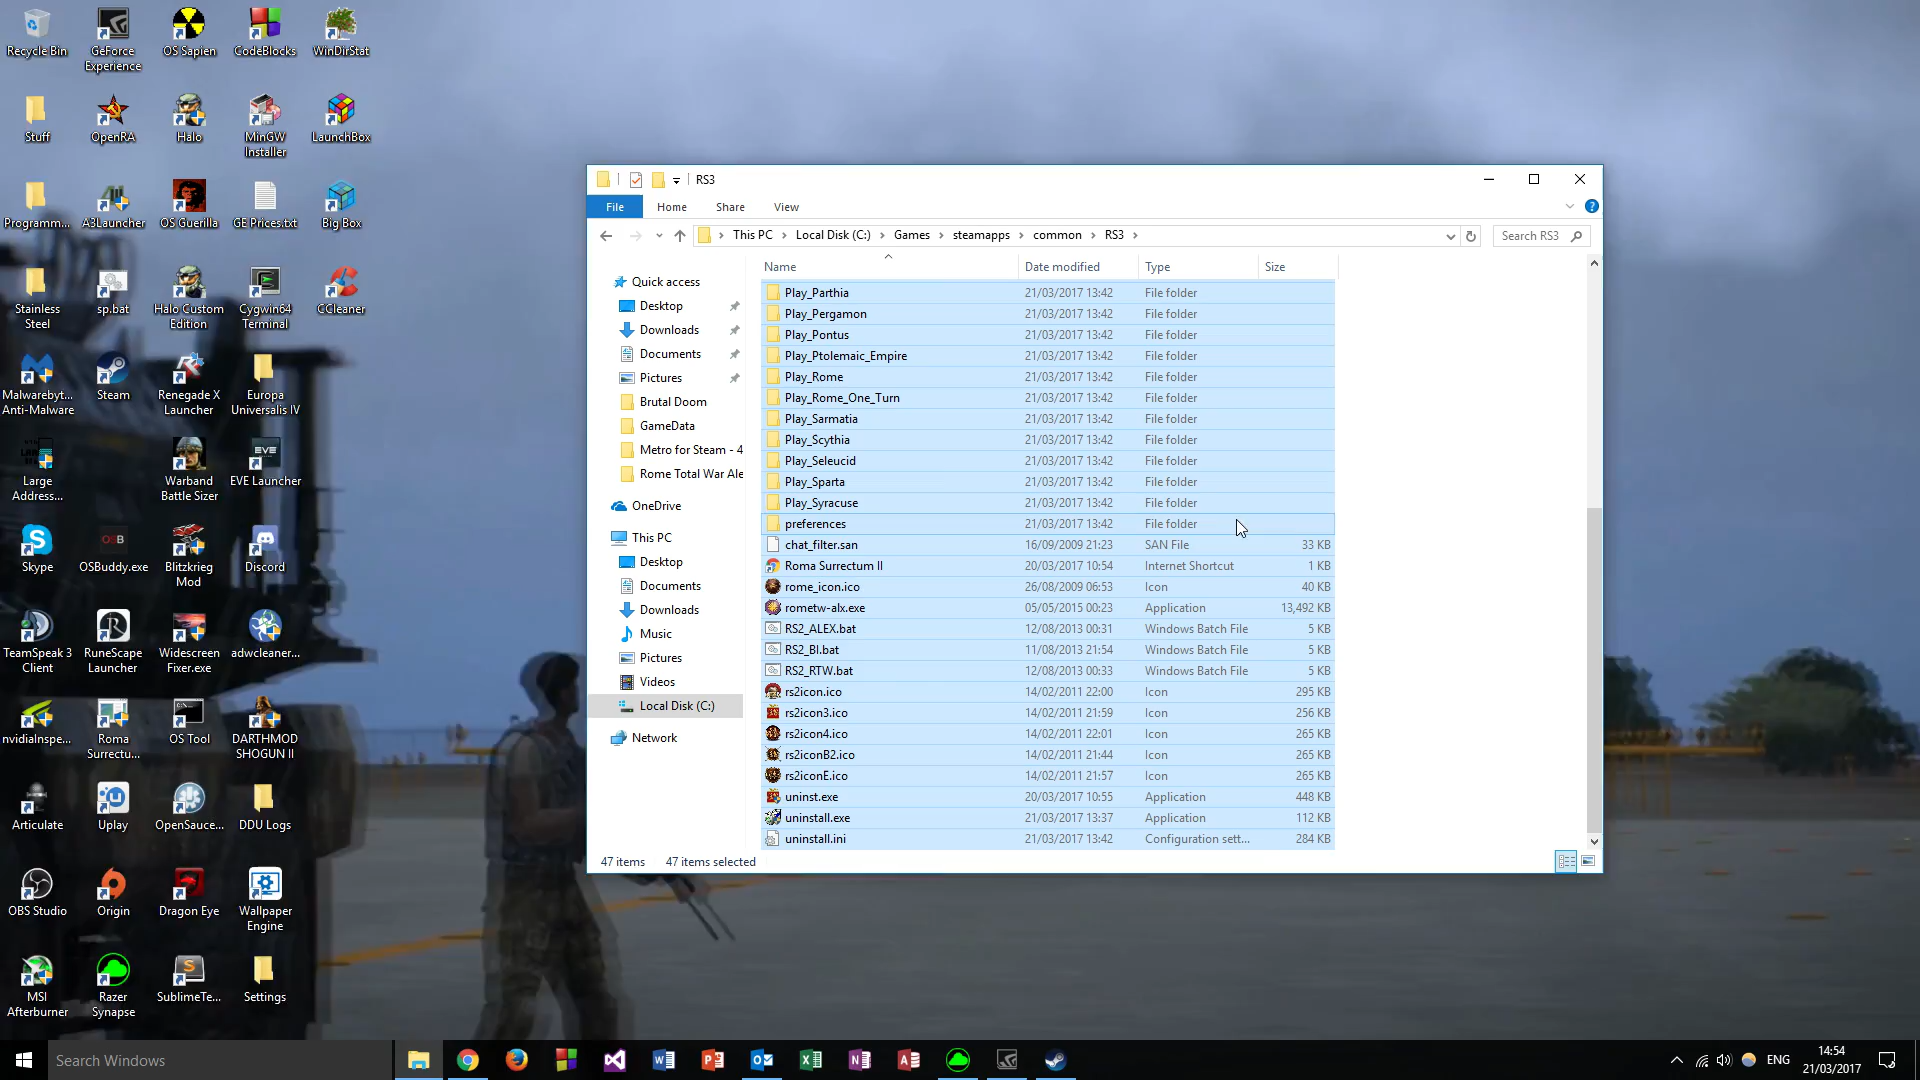 Recycle Bin
GeForce
Experience
OS Sapien
CodeBlocks
WinDirStat
Stuff
OpenRA
Halo
MinGW
Installer
LaunchBox
Programm...
A3Launcher
OS Guerilla
GE Prices.txt
Big Box
Stainless
Steel
sp.bat
Halo Custom
Edition
Cygwin64
Terminal
CCleaner
Malwarebyt...
Anti-Malware
Steam
Renegade X
Launcher
Europa
Universalis IV
Large
Address...
Warband
Battle Sizer
EVE Launcher
Skype
OSBuddy.exe
Blitzkrieg
Mod
Discord
TeamSpeak 3
Client
RuneScape
Launcher
Widescreen
Fixer.exe
adwcleaner...
nvidiaInspe...
Roma
Surrectu...
OS Tool
DARTHMOD
SHOGUN II
Articulate
Uplay
OpenSauce...
DDU Logs
OBS Studio
Origin
Dragon Eye
Wallpaper
Engine
MSI
Afterburner
Razer
Synapse
SublimeTe...
Settings
RS3
File
Home
Share
View
This PC
Local Disk (C:)
Games
steamapps
common
RS3
Search RS3
Quick access
Desktop
Downloads
Documents
Pictures
Brutal Doom
GameData
Metro for Steam - 4
Rome Total War Ale
OneDrive
This PC
Desktop
Documents
Downloads
Music
Pictures
Videos
Local Disk (C:)
Network
Name Date modified Type Size
Play_Parthia 21/03/2017 13:42 File folder
Play_Pergamon 21/03/2017 13:42 File folder
Play_Pontus 21/03/2017 13:42 File folder
Play_Ptolemaic_Empire 21/03/2017 13:42 File folder
Play_Rome 21/03/2017 13:42 File folder
Play_Rome_One_Turn 21/03/2017 13:42 File folder
Play_Sarmatia 21/03/2017 13:42 File folder
Play_Scythia 21/03/2017 13:42 File folder
Play_Seleucid 21/03/2017 13:42 File folder
Play_Sparta 21/03/2017 13:42 File folder
Play_Syracuse 21/03/2017 13:42 File folder
preferences 21/03/2017 13:42 File folder
chat_filter.san 16/09/2009 21:23 SAN File 33 KB
Roma Surrectum II 20/03/2017 10:54 Internet Shortcut 1 KB
rome_icon.ico 26/08/2009 06:53 Icon 40 KB
rometw-alx.exe 05/05/2015 00:23 Application 13,492 KB
RS2_ALEX.bat 12/08/2013 00:31 Windows Batch File 5 KB
RS2_BI.bat 11/08/2013 21:54 Windows Batch File 5 KB
RS2_RTW.bat 12/08/2013 00:33 Windows Batch File 5 KB
rs2icon.ico 14/02/2011 22:00 Icon 295 KB
rs2icon3.ico 14/02/2011 21:59 Icon 256 KB
rs2icon4.ico 14/02/2011 22:01 Icon 265 KB
rs2iconB2.ico 14/02/2011 21:44 Icon 265 KB
rs2iconE.ico 14/02/2011 21:57 Icon 265 KB
uninst.exe 20/03/2017 10:55 Application 448 KB
uninstall.exe 21/03/2017 13:37 Application 112 KB
uninstall.ini 21/03/2017 13:42 Configuration sett... 284 KB
47 items 47 items selected
Search Windows
ENG
14:54
21/03/2017